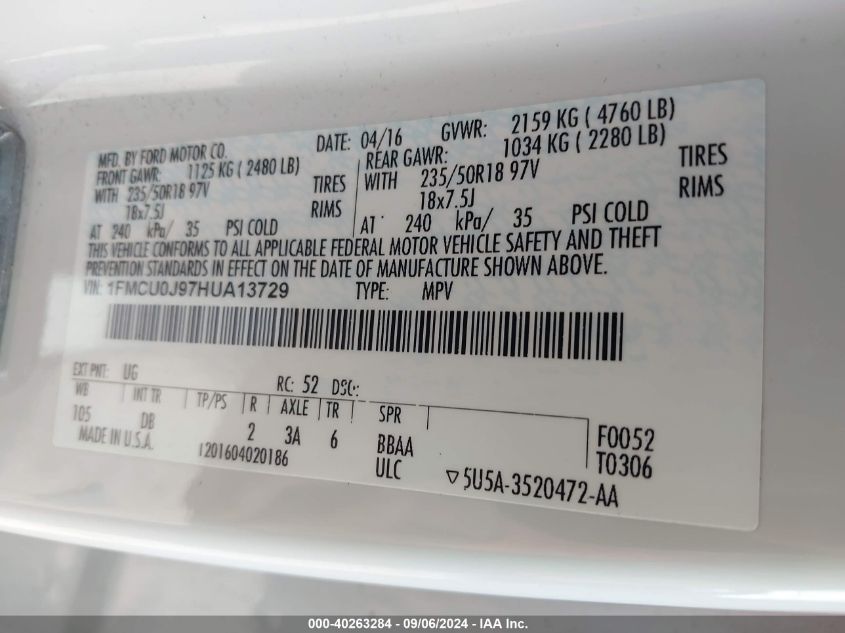 MFD. BY FORD MOTOR CO. DATE: 04/16 GVWR: 2159 KG ( 4760 LB)
FRONT GAWR: 1125 KG ( 2480 LB) REAR GAWR: 1034 KG ( 2280 LB)
WITH 235/50R18 97V TIRES WITH 235/50R18 97V TIRES
18x7.5J RIMS 18x7.5J RIMS
AT 240 kPa/ 35 PSI COLD AT 240 kPa/ 35 PSI COLD
THIS VEHICLE CONFORMS TO ALL APPLICABLE FEDERAL MOTOR VEHICLE SAFETY AND THEFT
PREVENTION STANDARDS IN EFFECT ON THE DATE OF MANUFACTURE SHOWN ABOVE.
VIN: 1FMCU0J97HUA13729 TYPE: MPV
EXT PNT: UG RC: 52 DSO:
WB INT TR TP/PS R AXLE TR SPR
105 DB 2 3A 6 BBAA F0052
MADE IN U.S.A. 1201604020186 ULC T0306
5U5A-3520472-AA
000-40263284 - 09/06/2024 - IAA Inc.